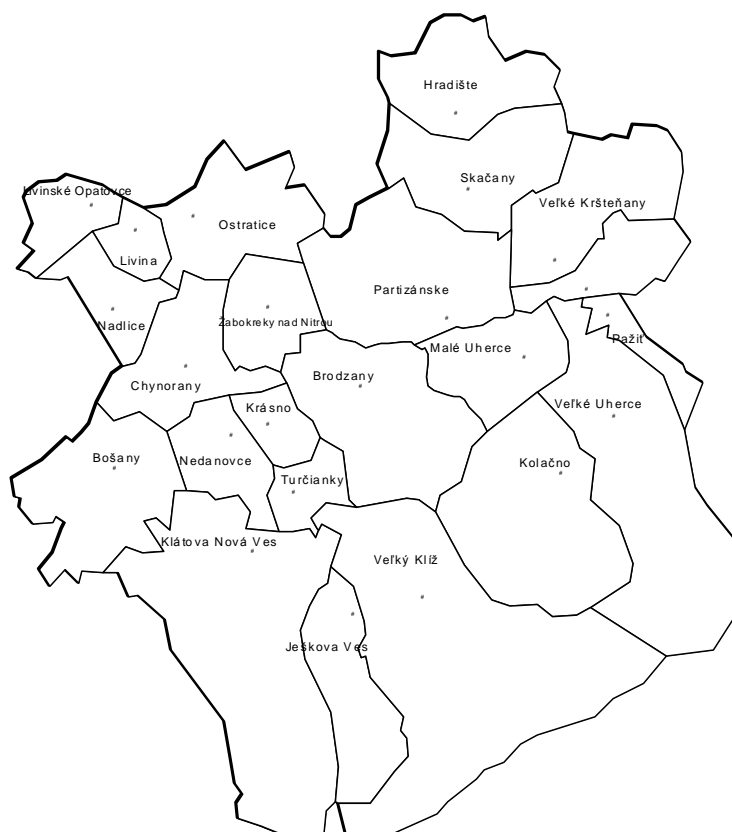 Hradište
Skačany
Livinské Opatovce
Veľké Kršteňany
Ostratice
Livina
Partizánske
Nadlice
Žabokreky nad Nitrou
Pažiť
Malé Uherce
Brodzany
Chynorany
Veľké Uherce
Krásno
Bošany
Nedanovce
Kolačno
Turčianky
Klátova Nová Ves
Veľký Klíž
Ješkova Ves